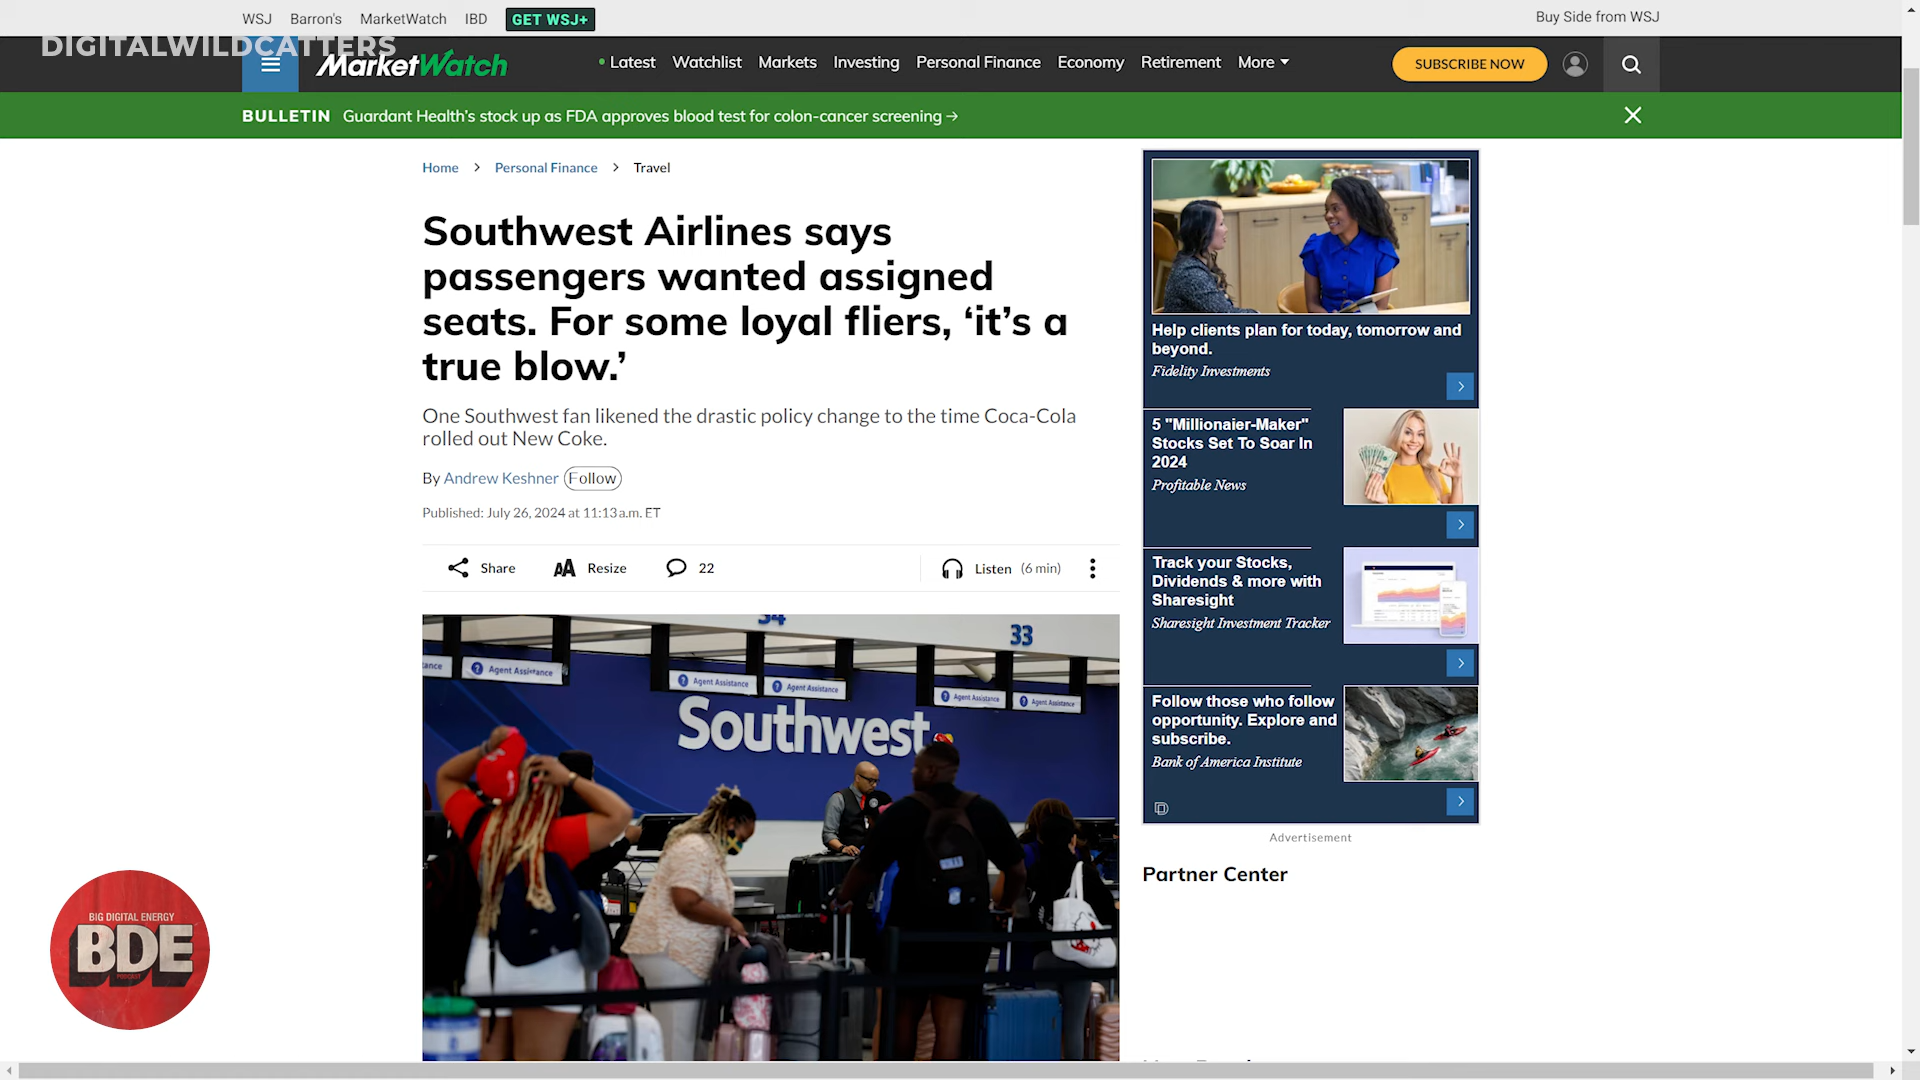 WSJ Barron's MarketWatch IBD GET WSJ+ Buy Side from WSJ
DIGITALWILDCATTERS
MarketWatch Latest Watchlist Markets Investing Personal Finance Economy Retirement More SUBSCRIBE NOW
BULLETIN Guardant Health's stock up as FDA approves blood test for colon-cancer screening →
Home > Personal Finance > Travel
Southwest Airlines says
passengers wanted assigned
seats. For some loyal fliers, ‘it’s a
true blow.’
One Southwest fan likened the drastic policy change to the time Coca-Cola
rolled out New Coke.
By Andrew Keshner Follow
Published: July 26, 2024 at 11:13 a.m. ET
Share AA Resize 22 Listen (6 min)
34
33
Agent Assistance
Agent Assistance
Agent Assistance
Agent Assistance
Agent Assistance
Southwest
BIG DIGITAL ENERGY
BDE
PODCAST
Help clients plan for today, tomorrow and
beyond.
Fidelity Investments
5 "Millionaier-Maker"
Stocks Set To Soar In
2024
Profitable News
Track your Stocks,
Dividends & more with
Sharesight
Sharesight Investment Tracker
Follow those who follow
opportunity. Explore and
subscribe.
Bank of America Institute
Advertisement
Partner Center